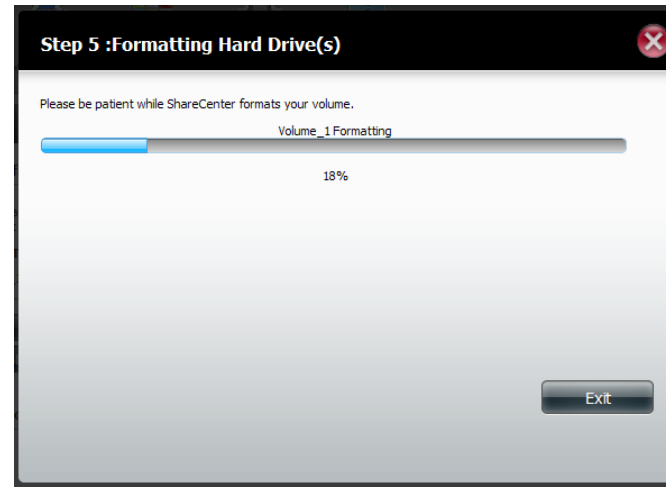 Step 5 :Formatting Hard Drive(s)
Please be patient while ShareCenter formats your volume.
Volume_1 Formatting
18%
Exit